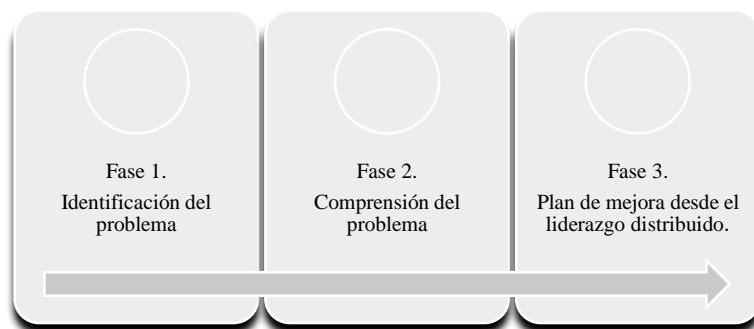 Fase 1.
Identificación del
problema
Fase 2.
Comprensión del
problema
Fase 3.
Plan de mejora desde el
liderazgo distribuido.